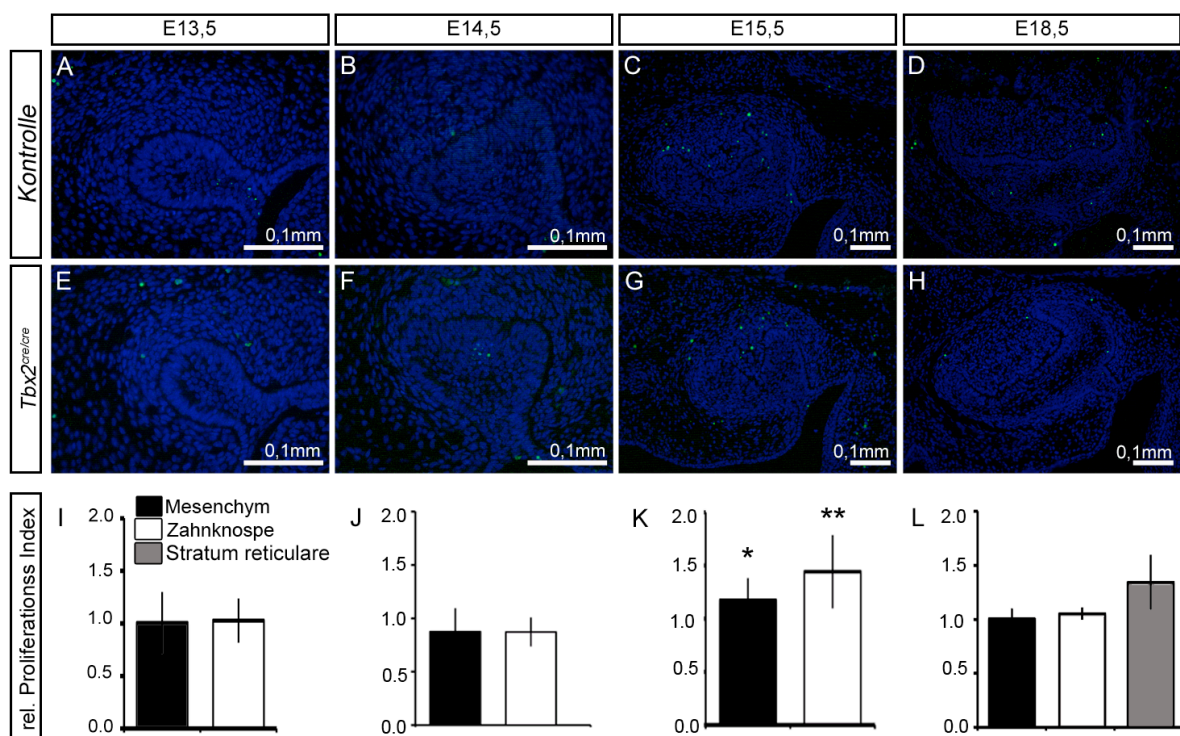 E13,5
E14,5
E15,5
E18,5
Kontrolle
A
0,1mm
B
0,1mm
C
0,1mm
D
0,1mm
Tbx2cre/cre
E
0,1mm
F
0,1mm
G
0,1mm
H
0,1mm
rel. Proliferationss Index
I
Mesenchym
Zahnknospe
Stratum reticulare
2.0
1.5
1.0
0.5
0.0
J
2.0
1.5
1.0
0.5
0.0
K
2.0
1.5
1.0
0.5
0.0
*
**
L
2.0
1.5
1.0
0.5
0.0